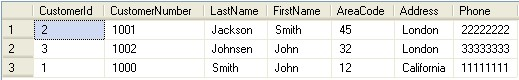 CustomerId CustomerNumber LastName FirstName AreaCode Address Phone
1 2 1001 Jackson Smith 45 London 22222222
2 3 1002 Johnsen John 32 London 33333333
3 1 1000 Smith John 12 California 11111111